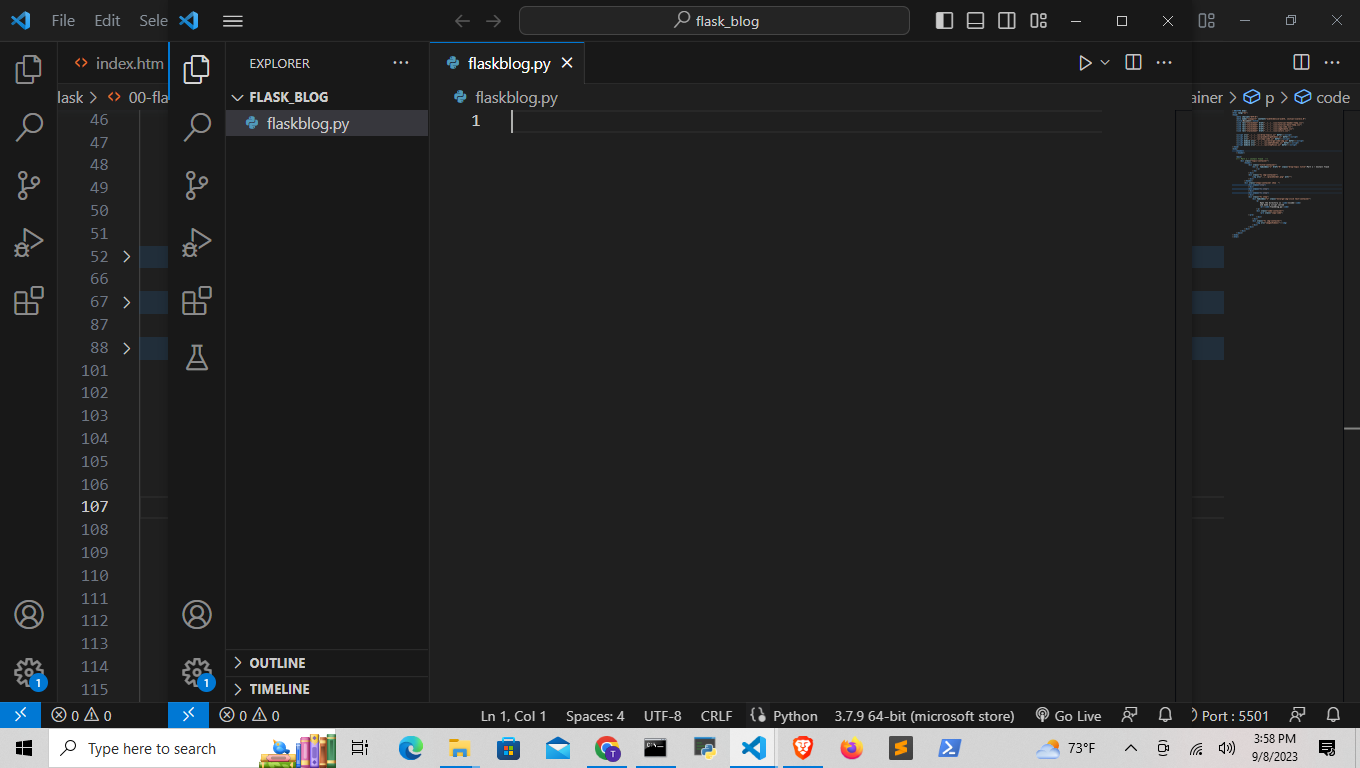 File Edit Sele
flask_blog
index.htm
EXPLORER
flaskblog.py
lask > 00-fla
FLASK_BLOG
flaskblog.py
ainer > p > code
flaskblog.py
1
46
47
48
49
50
51
52
66
67
87
88
101
102
103
104
105
106
107
108
109
110
111
112
113
114
115
OUTLINE
TIMELINE
1
1
0 0
0 0
Ln 1, Col 1 Spaces: 4 UTF-8 CRLF Python 3.7.9 64-bit (microsoft store) Go Live
Port : 5501
Type here to search
T
73°F
3:58 PM
9/8/2023